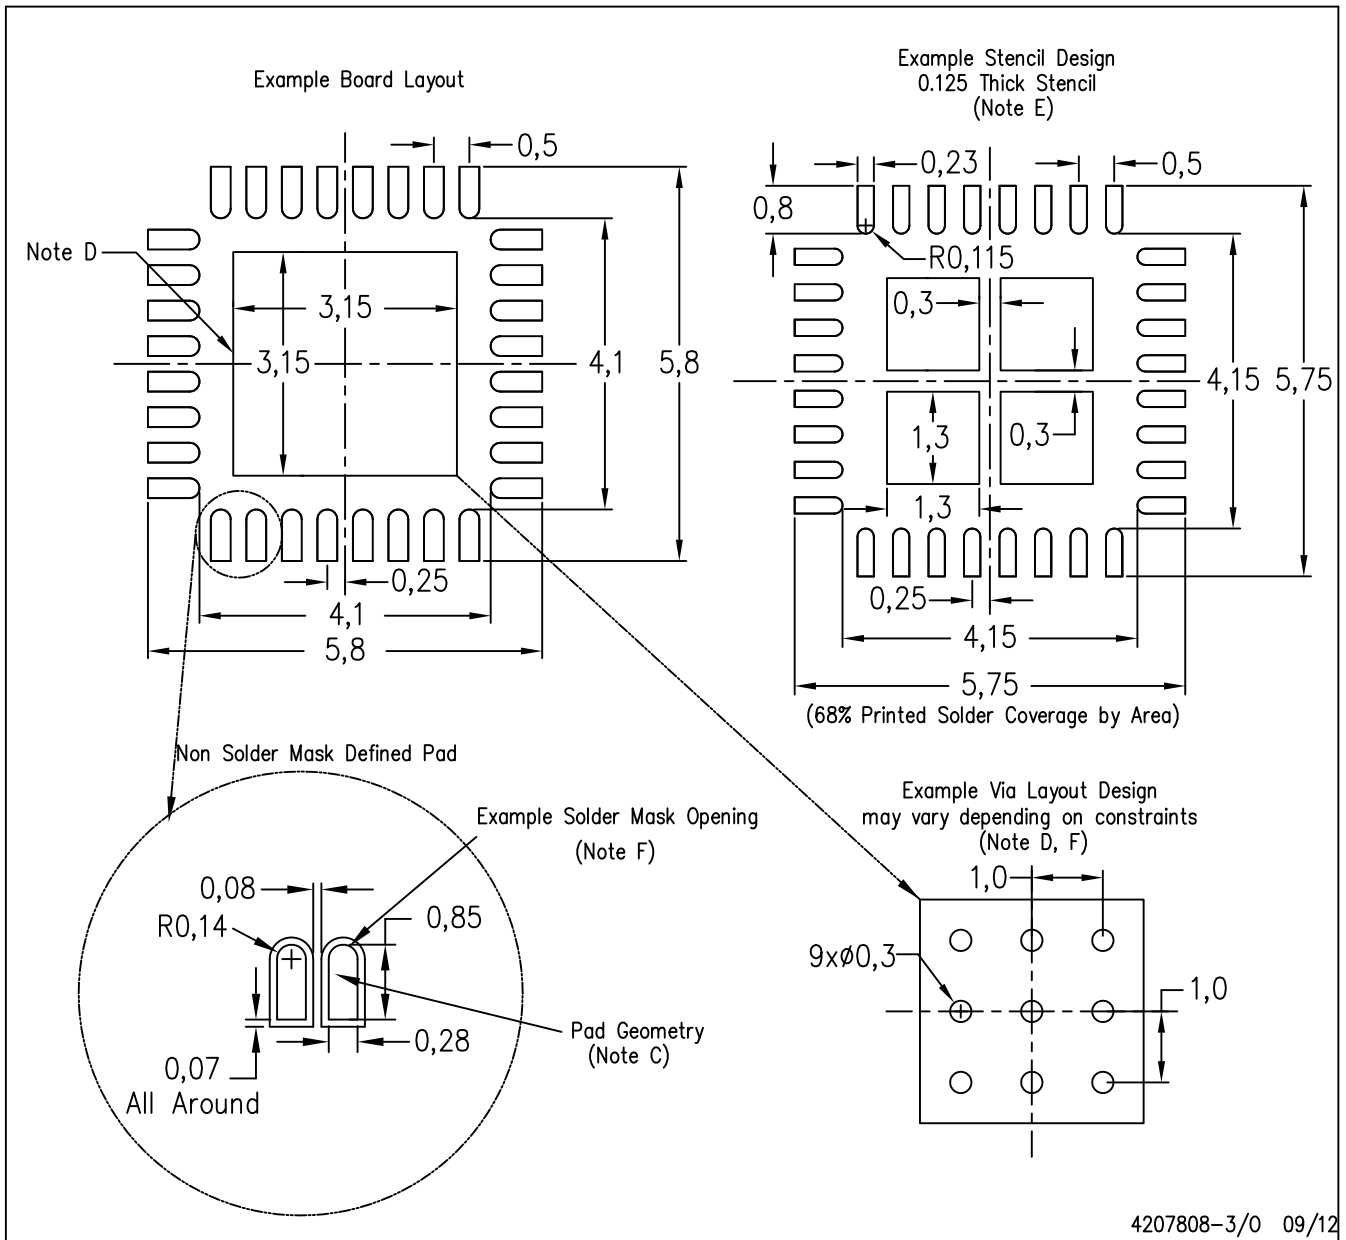 Example Board Layout
0,5
Note D
3,15
3,15
4,1
5,8
0,25
4,1
5,8
Example Stencil Design
0.125 Thick Stencil
(Note E)
0,23
0,5
0,8
R0,115
0,3
4,15
5,75
1,3
0,3
1,3
0,25
4,15
5,75
(68% Printed Solder Coverage by Area)
Non Solder Mask Defined Pad
Example Solder Mask Opening
(Note F)
0,08
R0,14
0,85
Pad Geometry
(Note C)
0,28
0,07
All Around
Example Via Layout Design
may vary depending on constraints
(Note D, F)
1,0
9xø0,3
1,0
4207808-3/O 09/12